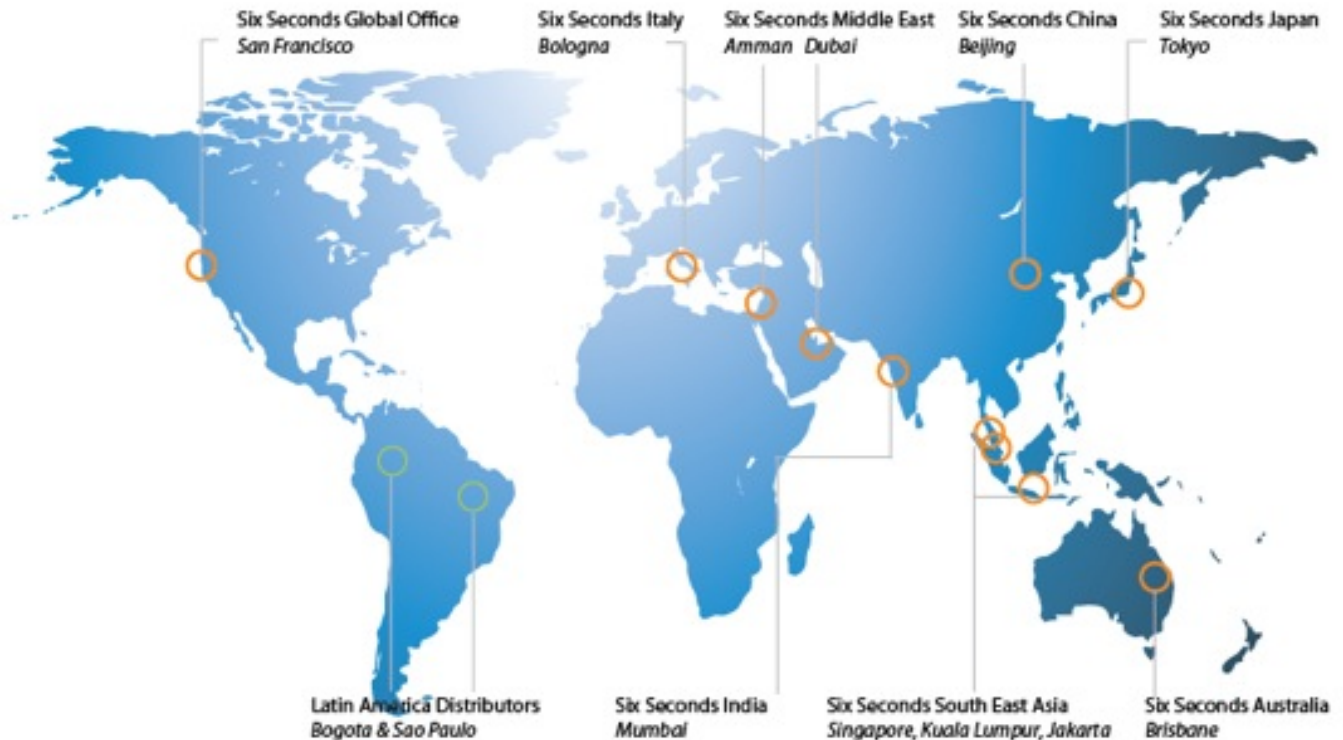 Six Seconds Global Office
San Francisco
Six Seconds Italy
Bologna
Six Seconds Middle East
Amman Dubai
Six Seconds China
Beijing
Six Seconds Japan
Tokyo
Latin America Distributors
Bogota & Sao Paulo
Six Seconds India
Mumbai
Six Seconds South East Asia
Singapore, Kuala Lumpur, Jakarta
Six Seconds Australia
Brisbane